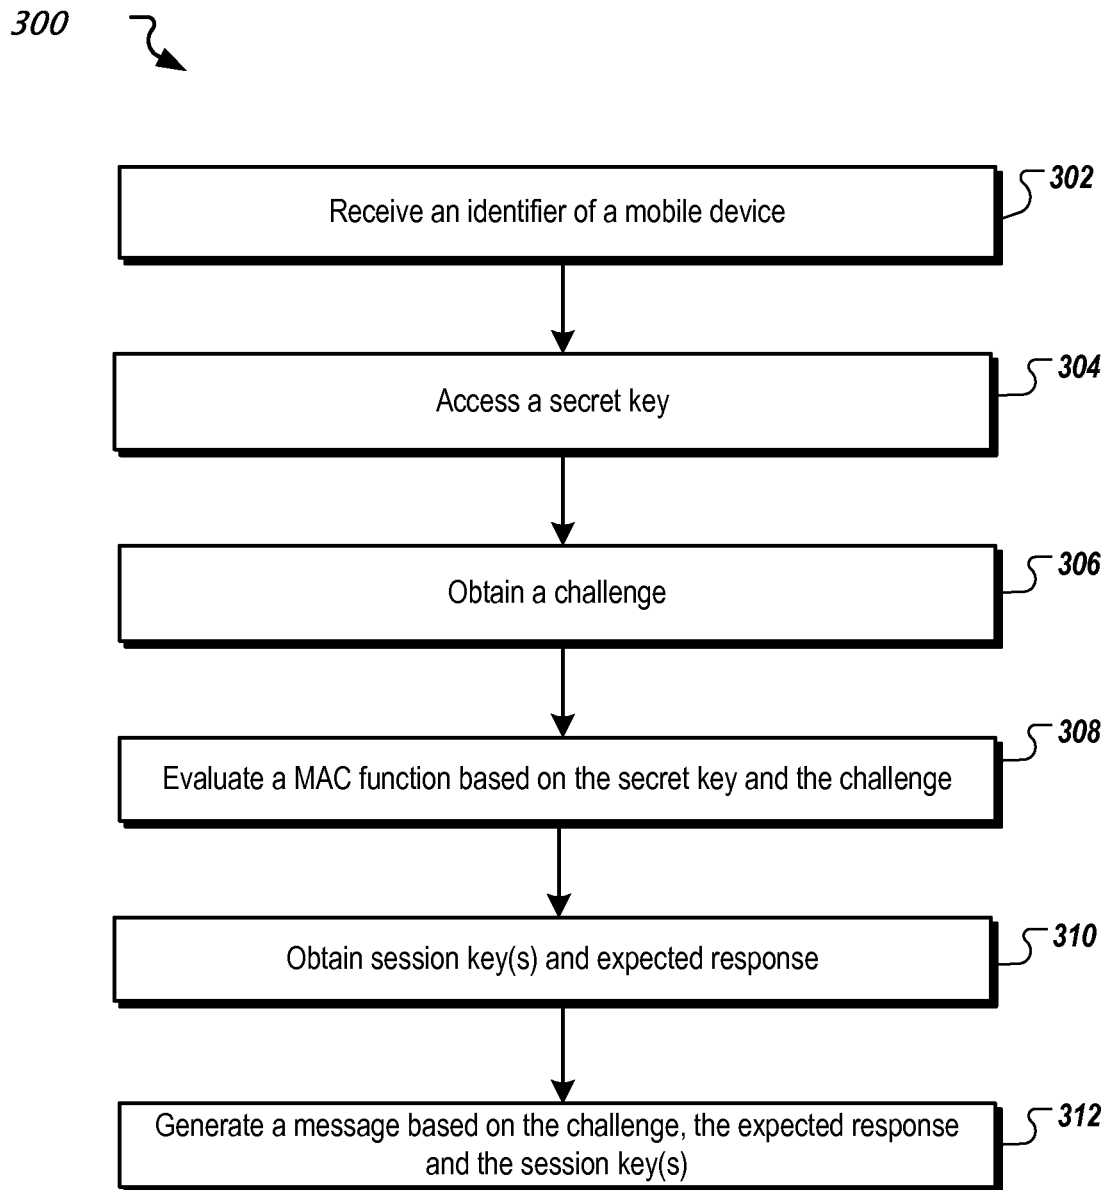 300
Receive an identifier of a mobile device
302
Access a secret key
304
Obtain a challenge
306
Evaluate a MAC function based on the secret key and the challenge
308
Obtain session key(s) and expected response
310
Generate a message based on the challenge, the expected response
and the session key(s)
312